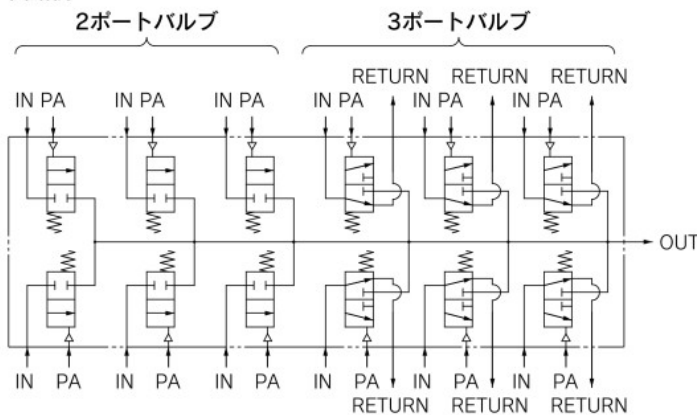 2ポートバルブ 3ポートバルブ
RETURN RETURN RETURN
IN PA IN PA IN PA IN PA IN PA IN PA
OUT
IN PA IN PA IN PA IN PA IN PA IN PA
RETURN RETURN RETURN